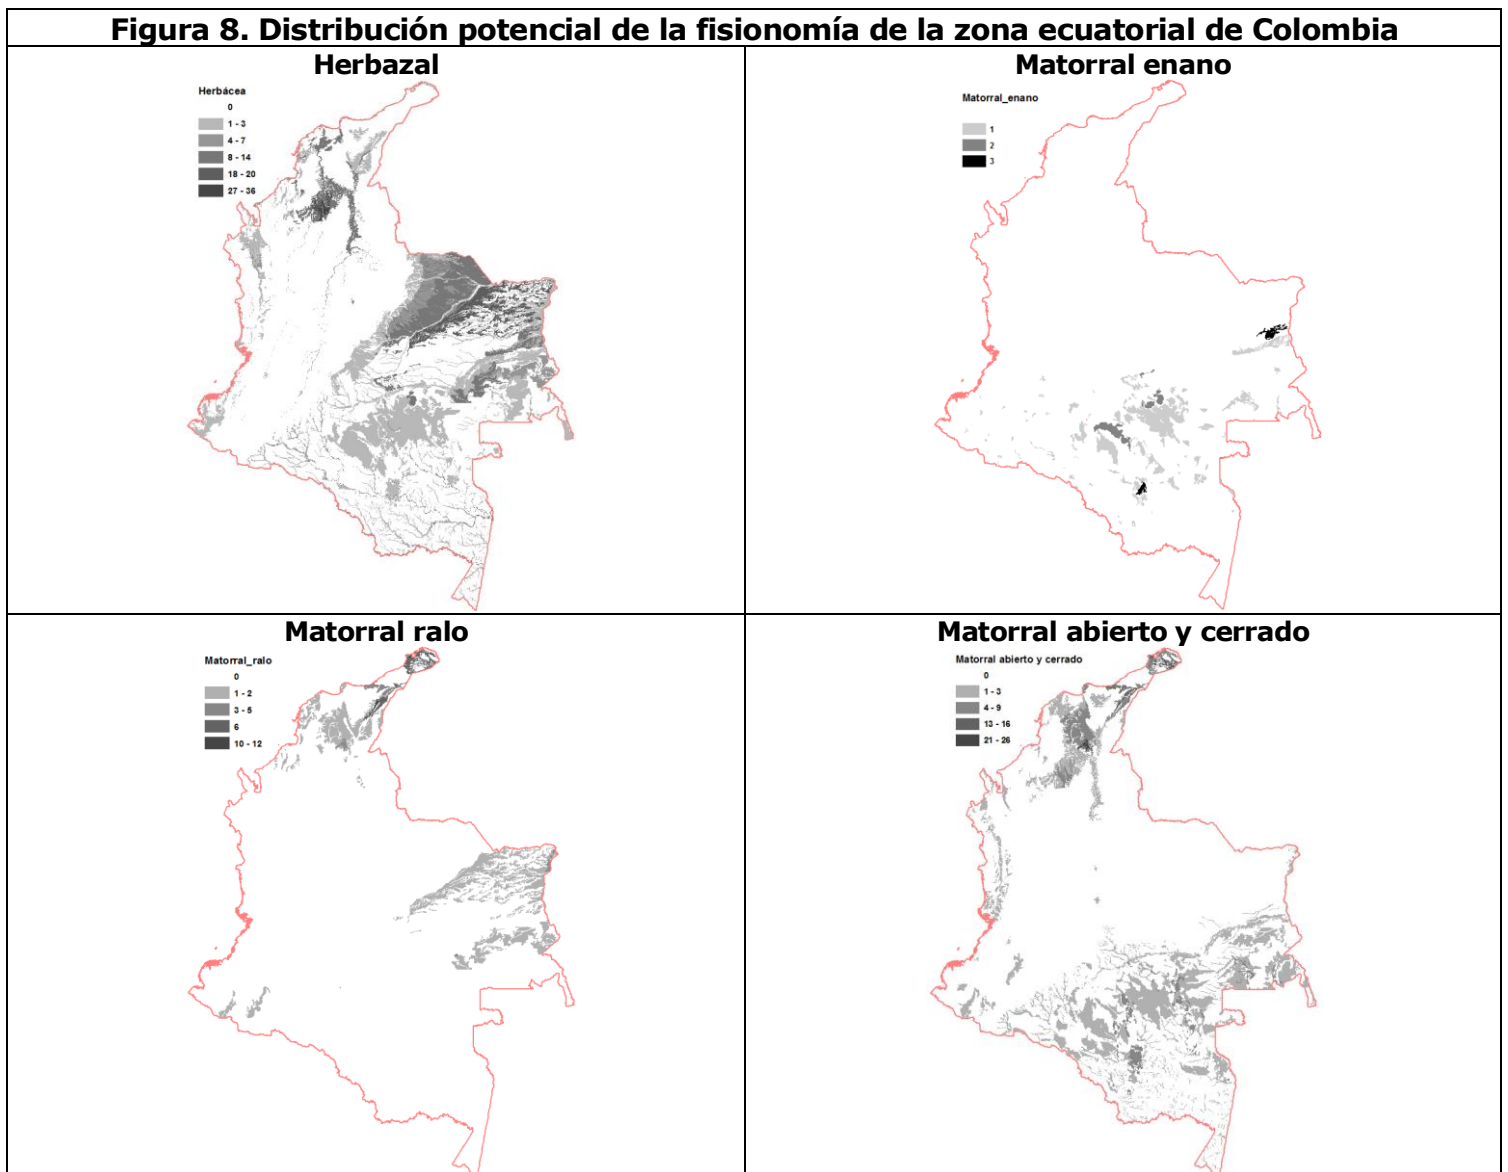 Figura 8. Distribución potencial de la fisionomía de la zona ecuatorial de Colombia
Herbazal
Herbácea
0
1 - 3
4 - 7
8 - 14
18 - 20
27 - 36
Matorral enano
Matorral_enano
1
2
3
Matorral ralo
Matorral_ralo
0
1 - 2
3 - 5
6
10 - 12
Matorral abierto y cerrado
Matorral abierto y cerrado
0
1 - 3
4 - 9
13 - 16
21 - 26